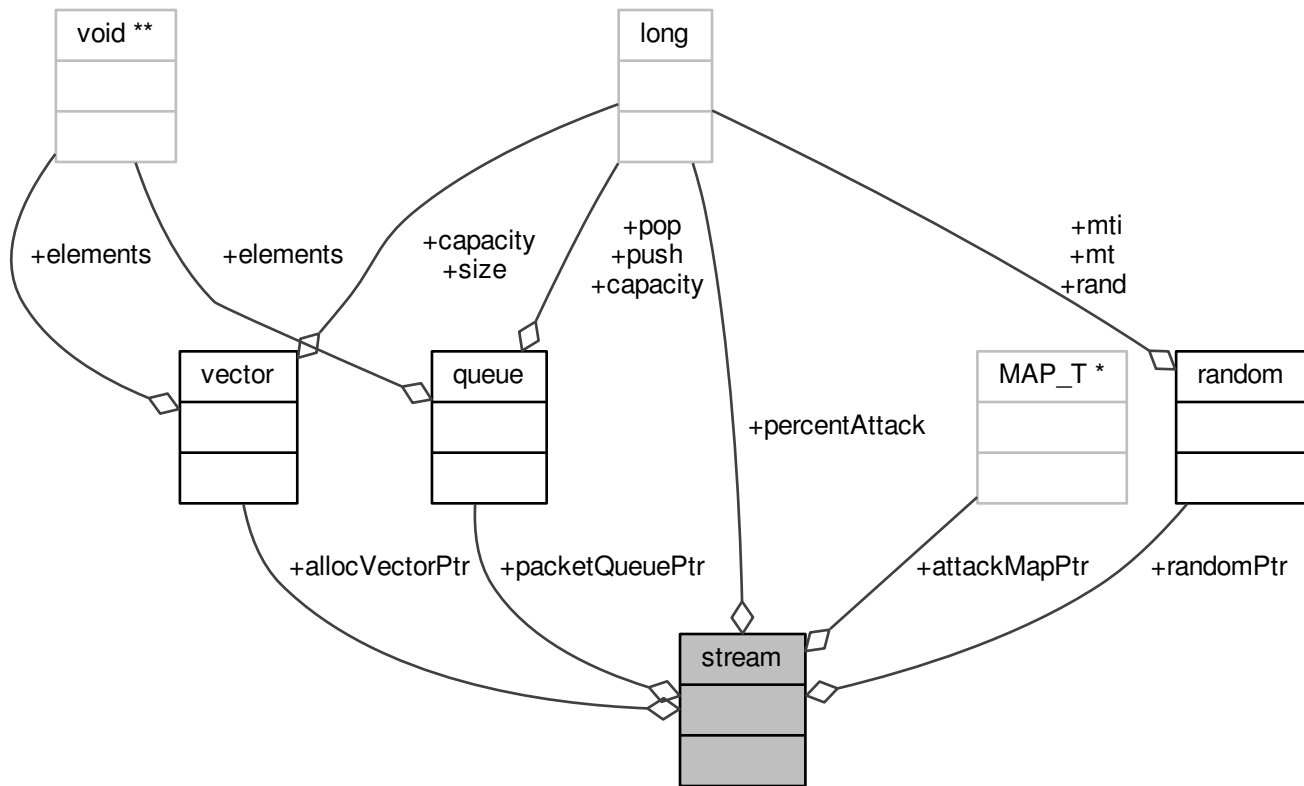 void **
long
+elements
+elements
+capacity
+size
+pop
+push
+capacity
+mti
+mt
+rand
vector
queue
+percentAttack
MAP_T *
random
+allocVectorPtr
+packetQueuePtr
+attackMapPtr
+randomPtr
stream